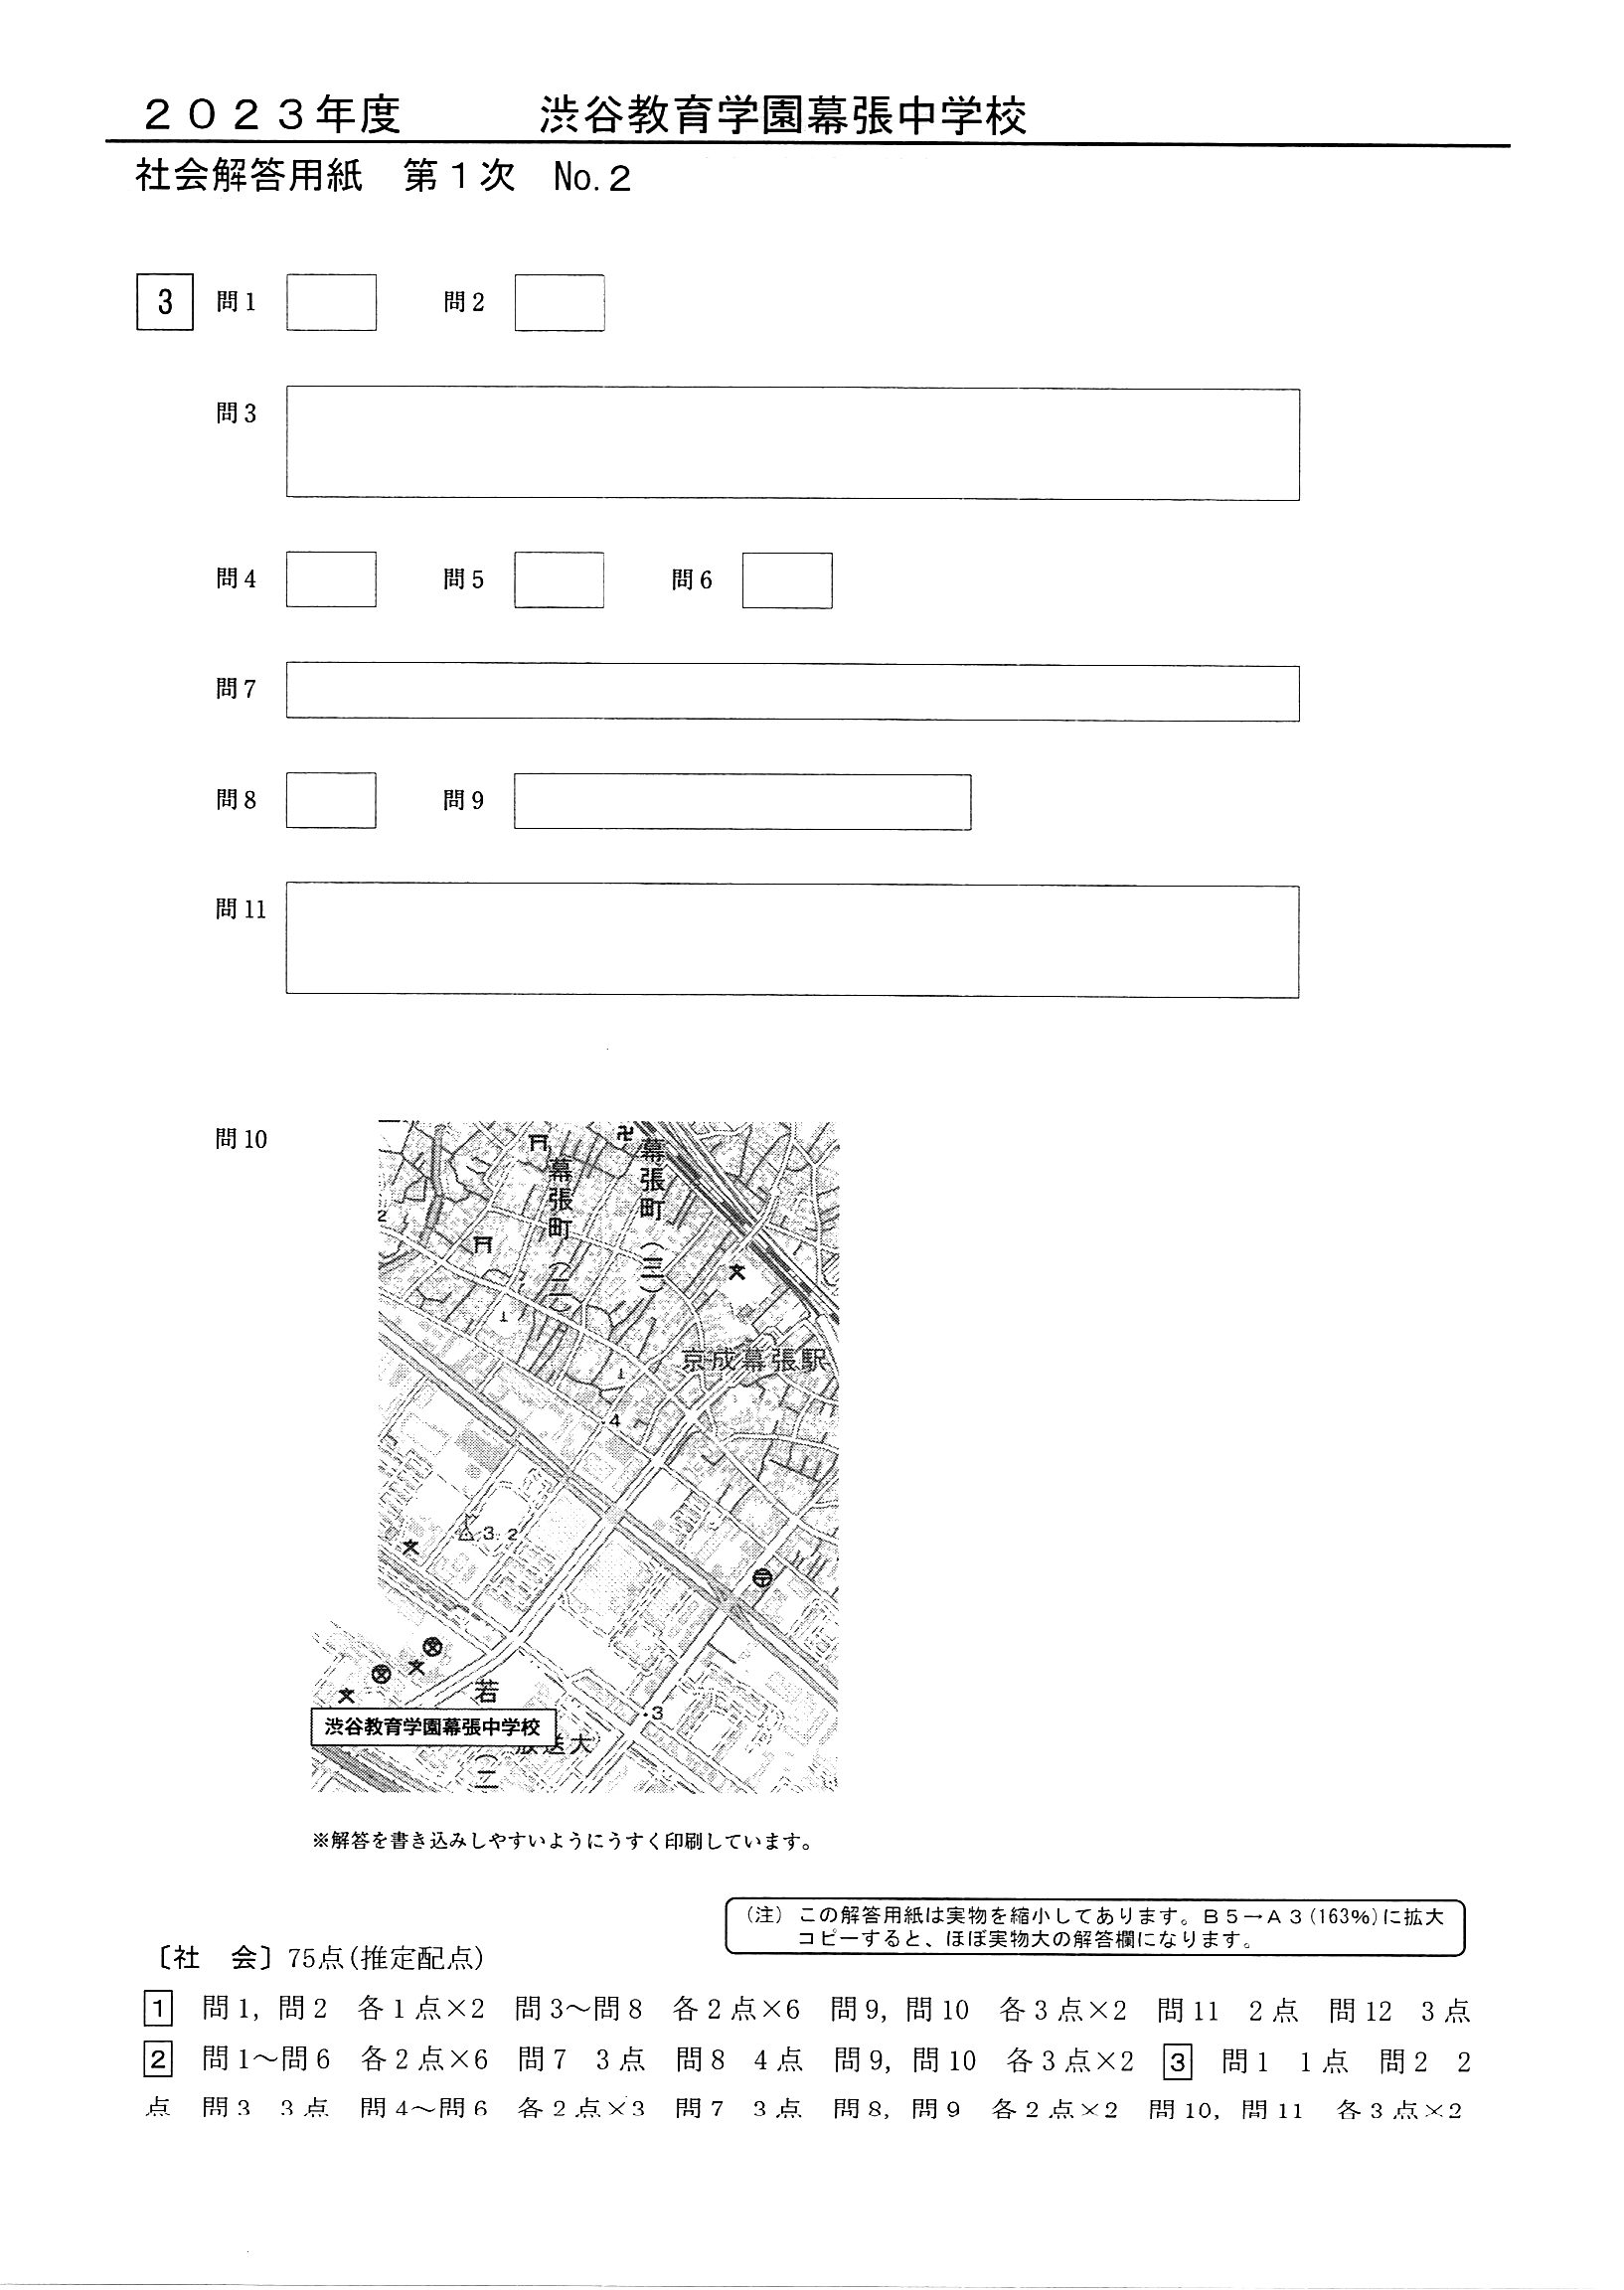 ２０２３年度　渋谷教育学園幕張中学校
社会解答用紙　第１次　No.２
3　問1　問2
問3
問4　問5　問6
問7
問8　問9
問11
問10
幕張町（三）
幕張町（二）
2
京成幕張駅
4
3.2
若
3
渋谷教育学園幕張中学校
放送大
（二
※解答を書き込みしやすいようにうすく印刷しています。
（注）この解答用紙は実物を縮小してあります。Ｂ５→Ａ３(163%)に拡大
コピーすると、ほぼ実物大の解答欄になります。
〔社　会〕75点(推定配点)
1　問1，問2　各1点×2　問3～問8　各2点×6　問9，問10　各3点×2　問11　2点　問12　3点
2　問1～問6　各2点×6　問7　3点　問8　4点　問9，問10　各3点×2　3　問1　1点　問2　2
点　問3　3点　問4～問6　各2点×3　問7　3点　問8，問9　各2点×2　問10，問11　各3点×2